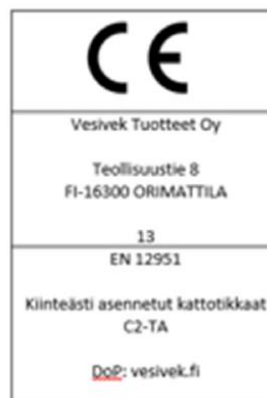 CE
Vesivek Tuotteet Oy
Teollisuustie 8
FI-16300 ORIMATTILA
13
EN 12951
Kiinteästi asennetut kattotikkaat
C2-TA
DoP: vesivek.fi